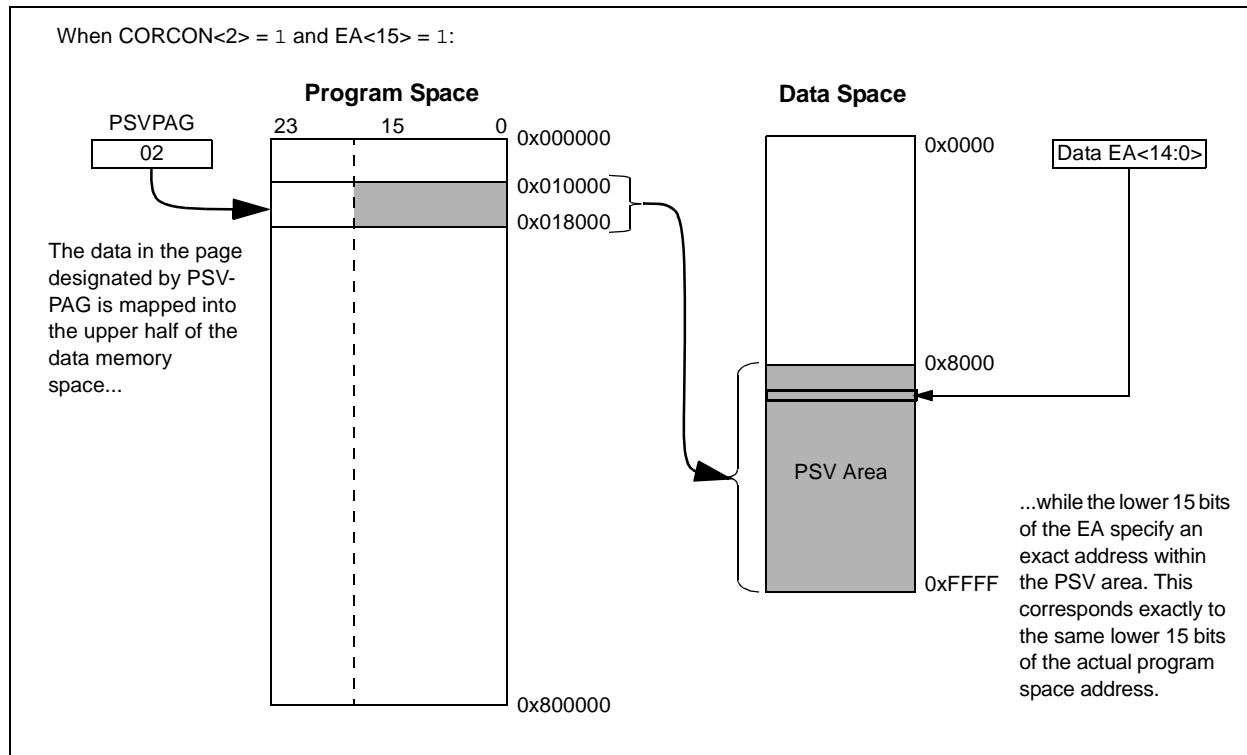 When CORCON<2> = 1 and EA<15> = 1:
Program Space
Data Space
PSVPAG
02
23 15 0
0x000000
0x010000
0x018000
0x800000
The data in the page
designated by PSV-
PAG is mapped into
the upper half of the
data memory
space...
0x0000
0x8000
0xFFFF
PSV Area
Data EA<14:0>
...while the lower 15 bits
of the EA specify an
exact address within
the PSV area. This
corresponds exactly to
the same lower 15 bits
of the actual program
space address.